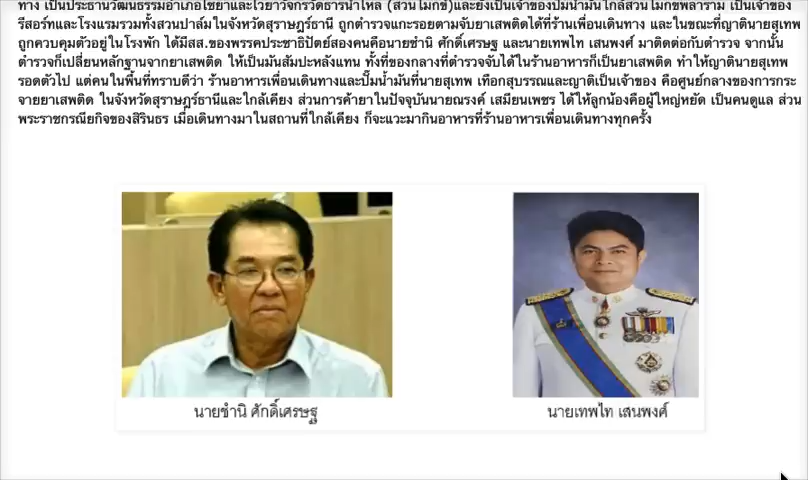 ทาง เป็นประธานวัฒนธรรมอำเภอไชยาและไวยาวัจกรวัดธารน้ำไหล (สวนโมกข์)และยังเป็นเจ้าของปั๊มน้ำมันใกล้สวนโมกขพลาราม เป็นเจ้าของ
รีสอร์ทและโรงแรมรวมทั้งสวนปาล์มในจังหวัดสุราษฎร์ธานี ถูกตำรวจแกะรอยตามจับยาเสพติดได้ที่ร้านเพื่อนเดินทาง และในขณะที่ญาตินายสุเทพ
ถูกควบคุมตัวอยู่ในโรงพัก ได้มีสส.ของพรรคประชาธิปัตย์สองคนคือนายชำนิ ศักดิ์เศรษฐ และนายเทพไท เสนพงศ์ มาติดต่อกับตำรวจ จากนั้น
ตำรวจก็เปลี่ยนหลักฐานจากยาเสพติด ให้เป็นมันสัมปะหลังแทน ทั้งที่ของกลางที่ตำรวจจับได้ในร้านอาหารก็เป็นยาเสพติด ทำให้ญาตินายสุเทพ
รอดตัวไป แต่คนในพื้นที่ทราบดีว่า ร้านอาหารเพื่อนเดินทางและปั๊มน้ำมันที่นายสุเทพ เทือกสุบรรณและญาติเป็นเจ้าของ คือศูนย์กลางของการกระ
จายยาเสพติด ในจังหวัดสุราษฎร์ธานีและใกล้เคียง ส่วนการค้ายาในปัจจุบันนายณรงค์ เสมียนเพชร ได้ให้ลูกน้องคือผู้ใหญ่หยัด เป็นคนดูแล ส่วน
พระราชกรณียกิจของสิรินธร เมื่อเดินทางมาในสถานที่ใกล้เคียง ก็จะแวะมากินอาหารที่ร้านอาหารเพื่อนเดินทางทุกครั้ง
นายชำนิ ศักดิ์เศรษฐ
นายเทพไท เสนพงศ์